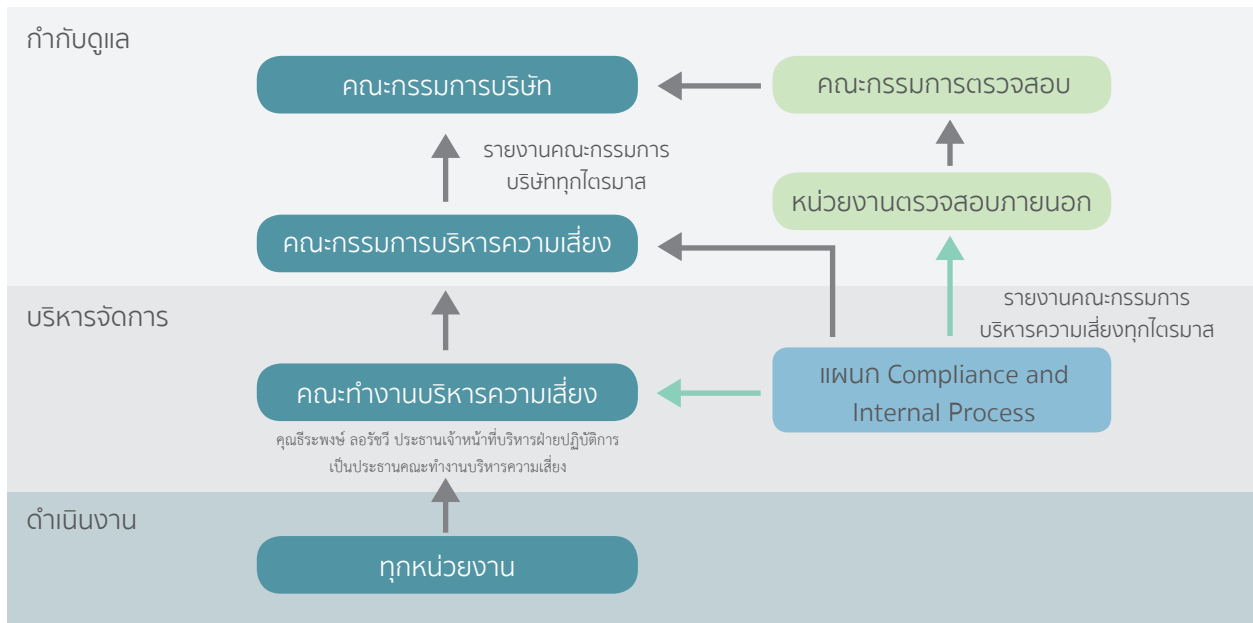 กำกับดูแล
คณะกรรมการบริษัท
คณะกรรมการตรวจสอบ
รายงานคณะกรรมการ
บริษัททุกไตรมาส
หน่วยงานตรวจสอบภายนอก
คณะกรรมการบริหารความเสี่ยง
บริหารจัดการ
รายงานคณะกรรมการ
บริหารความเสี่ยงทุกไตรมาส
คณะทำงานบริหารความเสี่ยง
แผนก Compliance and
Internal Process
คุณธีระพงษ์ ลอรัชวี ประธานเจ้าหน้าที่บริหารฝ่ายปฏิบัติการ
เป็นประธานคณะทำงานบริหารความเสี่ยง
ดำเนินงาน
ทุกหน่วยงาน